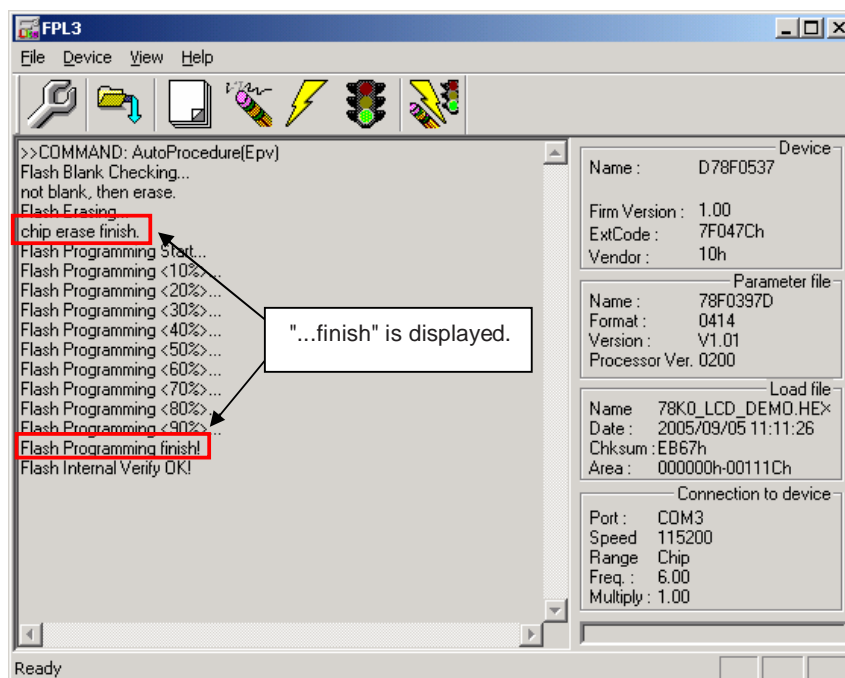 FPL3
File Device View Help
>>COMMAND: AutoProcedure(Epv)
Flash Blank Checking...
not blank, then erase.
Flash Erasing...
chip erase finish.
Flash Programming Start...
Flash Programming <10%>...
Flash Programming <20%>...
Flash Programming <30%>...
Flash Programming <40%>...
Flash Programming <50%>...
Flash Programming <60%>...
Flash Programming <70%>...
Flash Programming <80%>...
Flash Programming <90%>...
Flash Programming finish!
Flash Internal Verify OK!
"...finish" is displayed.
Device
Name : D78F0537
Firm Version : 1.00
ExtCode : 7F047Ch
Vendor : 10h
Parameter file
Name : 78F0397D
Format : 0414
Version : V1.01
Processor Ver. 0200
Load file
Name 78K0_LCD_DEMO.HEX
Date : 2005/09/05 11:11:26
Chksum : EB67h
Area : 000000h-00111Ch
Connection to device
Port : COM3
Speed 115200
Range Chip
Freq. : 6.00
Multiply : 1.00
Ready